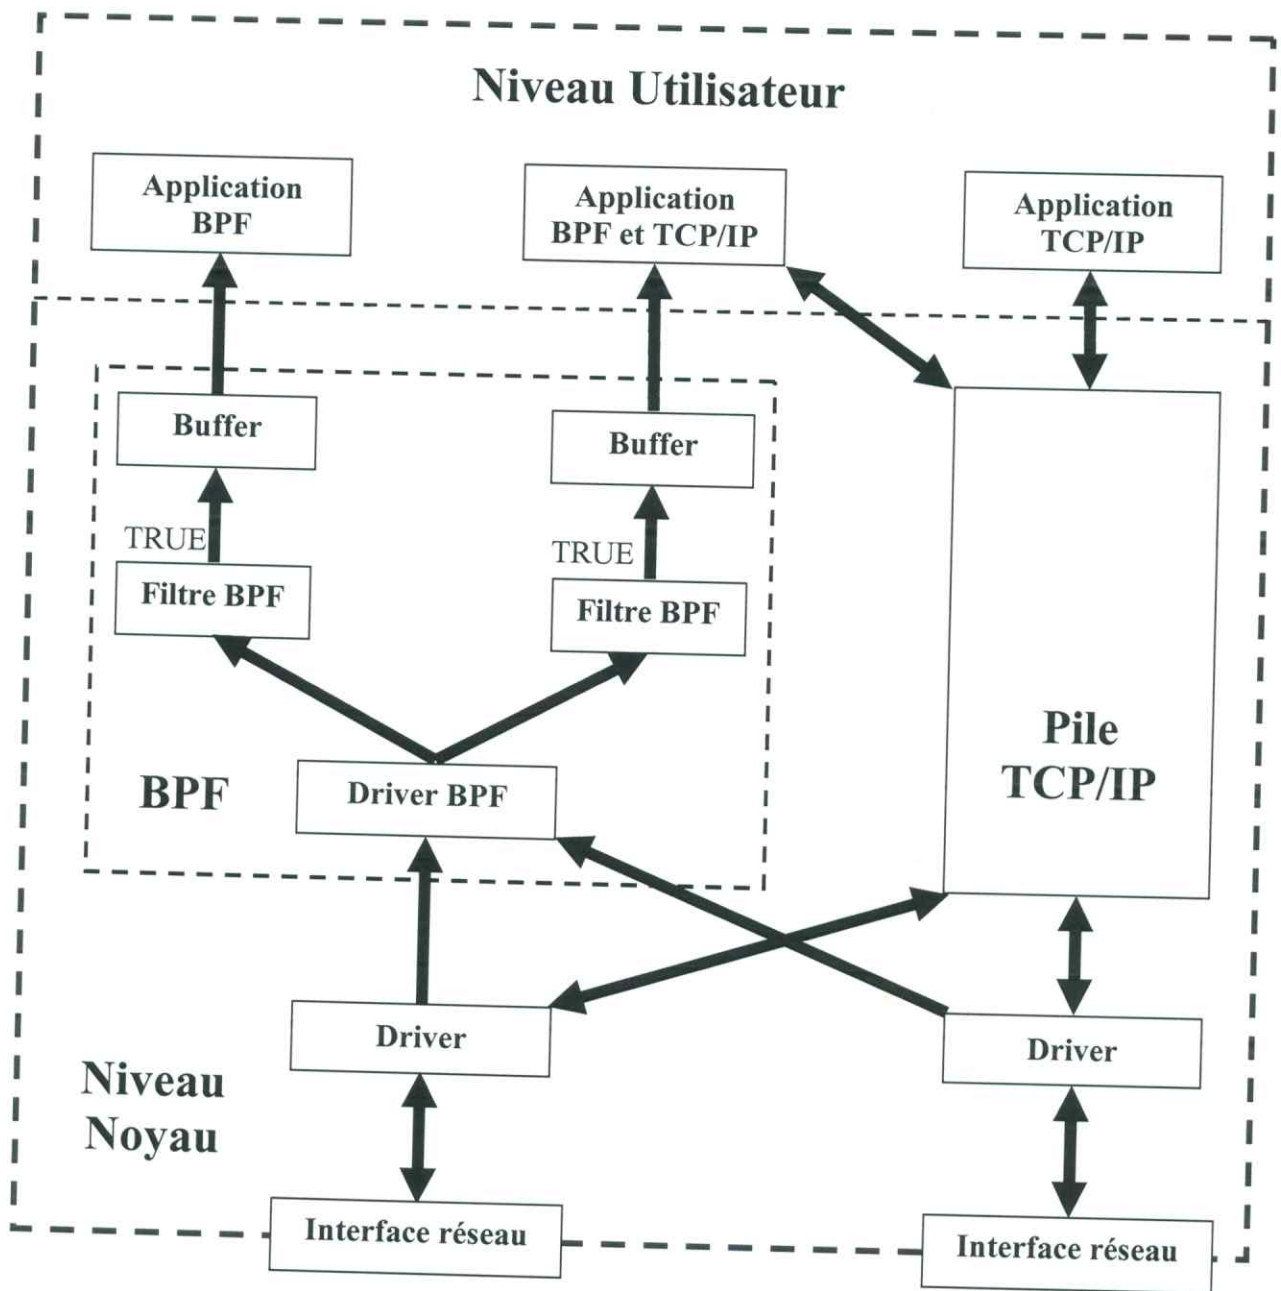 Niveau Utilisateur
Application
BPF
Application
BPF et TCP/IP
Application
TCP/IP
Buffer
Buffer
TRUE
TRUE
Filtre BPF
Filtre BPF
Pile
TCP/IP
BPF
Driver BPF
Driver
Driver
Niveau
Noyau
Interface réseau
Interface réseau